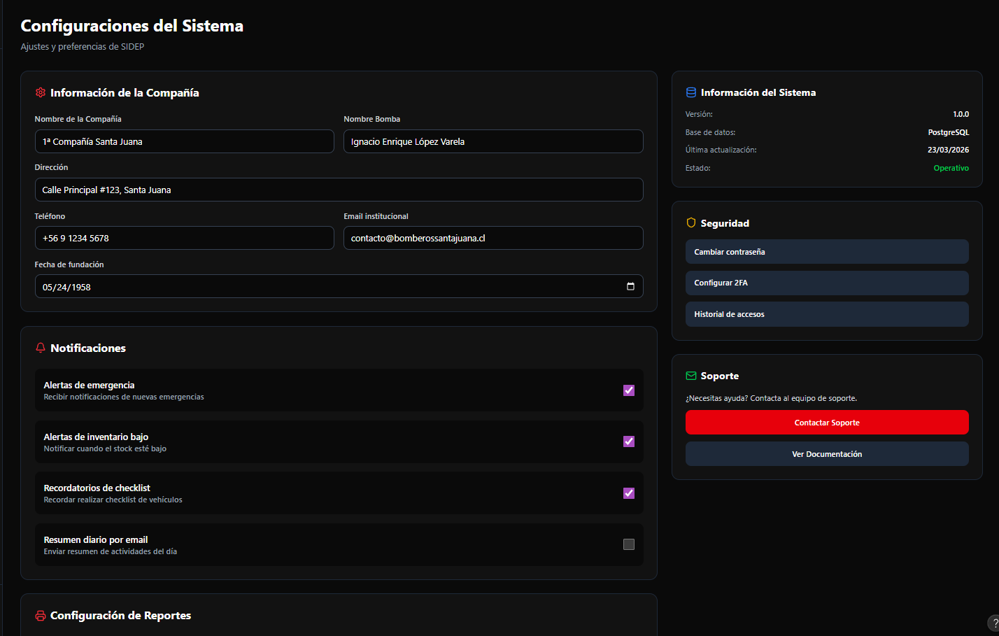 Configuraciones del Sistema
Ajustes y preferencias de SIDEP
Información de la Compañía
Nombre de la Compañía
Nombre Bomba
1ª Compañía Santa Juana
Ignacio Enrique López Varela
Dirección
Calle Principal #123, Santa Juana
Teléfono
Email institucional
+56 9 1234 5678
contacto@bomberossantajuana.cl
Fecha de fundación
05/24/1958
Notificaciones
Alertas de emergencia
Recibir notificaciones de nuevas emergencias
Alertas de inventario bajo
Notificar cuando el stock esté bajo
Recordatorios de checklist
Recordar realizar checklist de vehículos
Resumen diario por email
Enviar resumen de actividades del día
Configuración de Reportes
Información del Sistema
Versión: 1.0.0
Base de datos: PostgreSQL
Última actualización: 23/03/2026
Estado: Operativo
Seguridad
Cambiar contraseña
Configurar 2FA
Historial de accesos
Soporte
¿Necesitas ayuda? Contacta al equipo de soporte.
Contactar Soporte
Ver Documentación
?